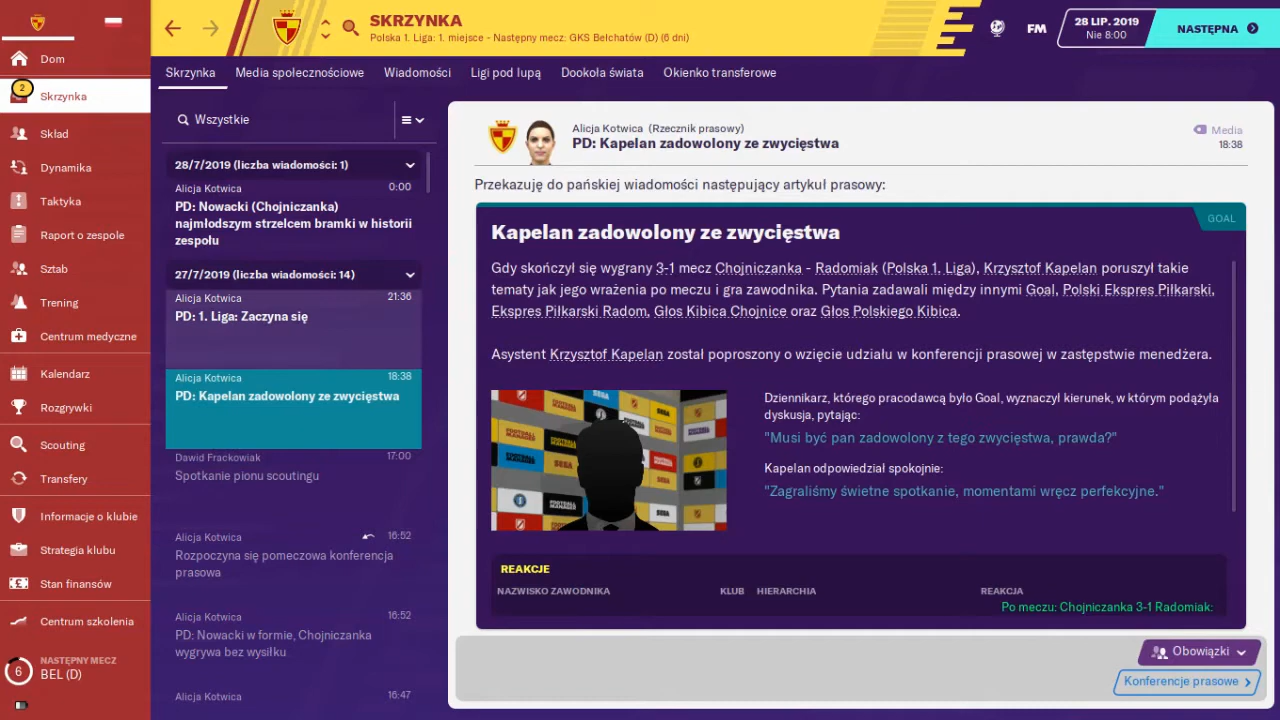 SKRZYNKA
Polska 1. Liga: 1. miejsce - Następny mecz: GKS Bełchatów (D) (6 dni)
FM
28 LIP. 2019
Nie 8:00
NASTĘPNA
Dom
2
Skrzynka
Skład
Dynamika
Taktyka
Raport o zespole
Sztab
Trening
Centrum medyczne
Kalendarz
Rozgrywki
Scouting
Transfery
Informacje o klubie
Strategia klubu
Stan finansów
Centrum szkolenia
NASTĘPNY MECZ
6
BEL (D)
Skrzynka
Media społecznościowe
Wiadomości
Ligi pod lupą
Dookoła świata
Okienko transferowe
Wszystkie
28/7/2019 (liczba wiadomości: 1)
Alicja Kotwica 0:00
PD: Nowacki (Chojniczanka)
najmłodszym strzelcem bramki w historii
zespołu
27/7/2019 (liczba wiadomości: 14)
Alicja Kotwica 21:36
PD: 1. Liga: Zaczyna się
Alicja Kotwica 18:38
PD: Kapelan zadowolony ze zwycięstwa
Dawid Frackowiak 17:00
Spotkanie pionu scoutingu
Alicja Kotwica 16:52
Rozpoczyna się pomeczowa konferencja
prasowa
Alicja Kotwica 16:52
PD: Nowacki w formie, Chojniczanka
wygrywa bez wysiłku
Alicja Kotwica 16:47
Alicja Kotwica (Rzecznik prasowy)
PD: Kapelan zadowolony ze zwycięstwa
Media
18:38
Przekazuję do pańskiej wiadomości następujący artykuł prasowy:
GOAL
Kapelan zadowolony ze zwycięstwa
Gdy skończył się wygrany 3-1 mecz Chojniczanka - Radomiak (Polska 1. Liga), Krzysztof Kapelan poruszył takie
tematy jak jego wrażenia po meczu i gra zawodnika. Pytania zadawali między innymi Goal, Polski Ekspres Piłkarski,
Ekspres Piłkarski Radom, Głos Kibica Chojnice oraz Głos Polskiego Kibica.
Asystent Krzysztof Kapelan został poproszony o wzięcie udziału w konferencji prasowej w zastępstwie menedżera.
FOOTBALL MANAGER
SEGA
Dziennikarz, którego pracodawcą było Goal, wyznaczył kierunek, w którym podążyła
dyskusja, pytając:
"Musi być pan zadowolony z tego zwycięstwa, prawda?"
Kapelan odpowiedział spokojnie:
"Zagraliśmy świetne spotkanie, momentami wręcz perfekcyjne."
REAKCJE
NAZWISKO ZAWODNIKA KLUB HIERARCHIA REAKCJA
Po meczu: Chojniczanka 3-1 Radomiak:
Obowiązki
Konferencje prasowe